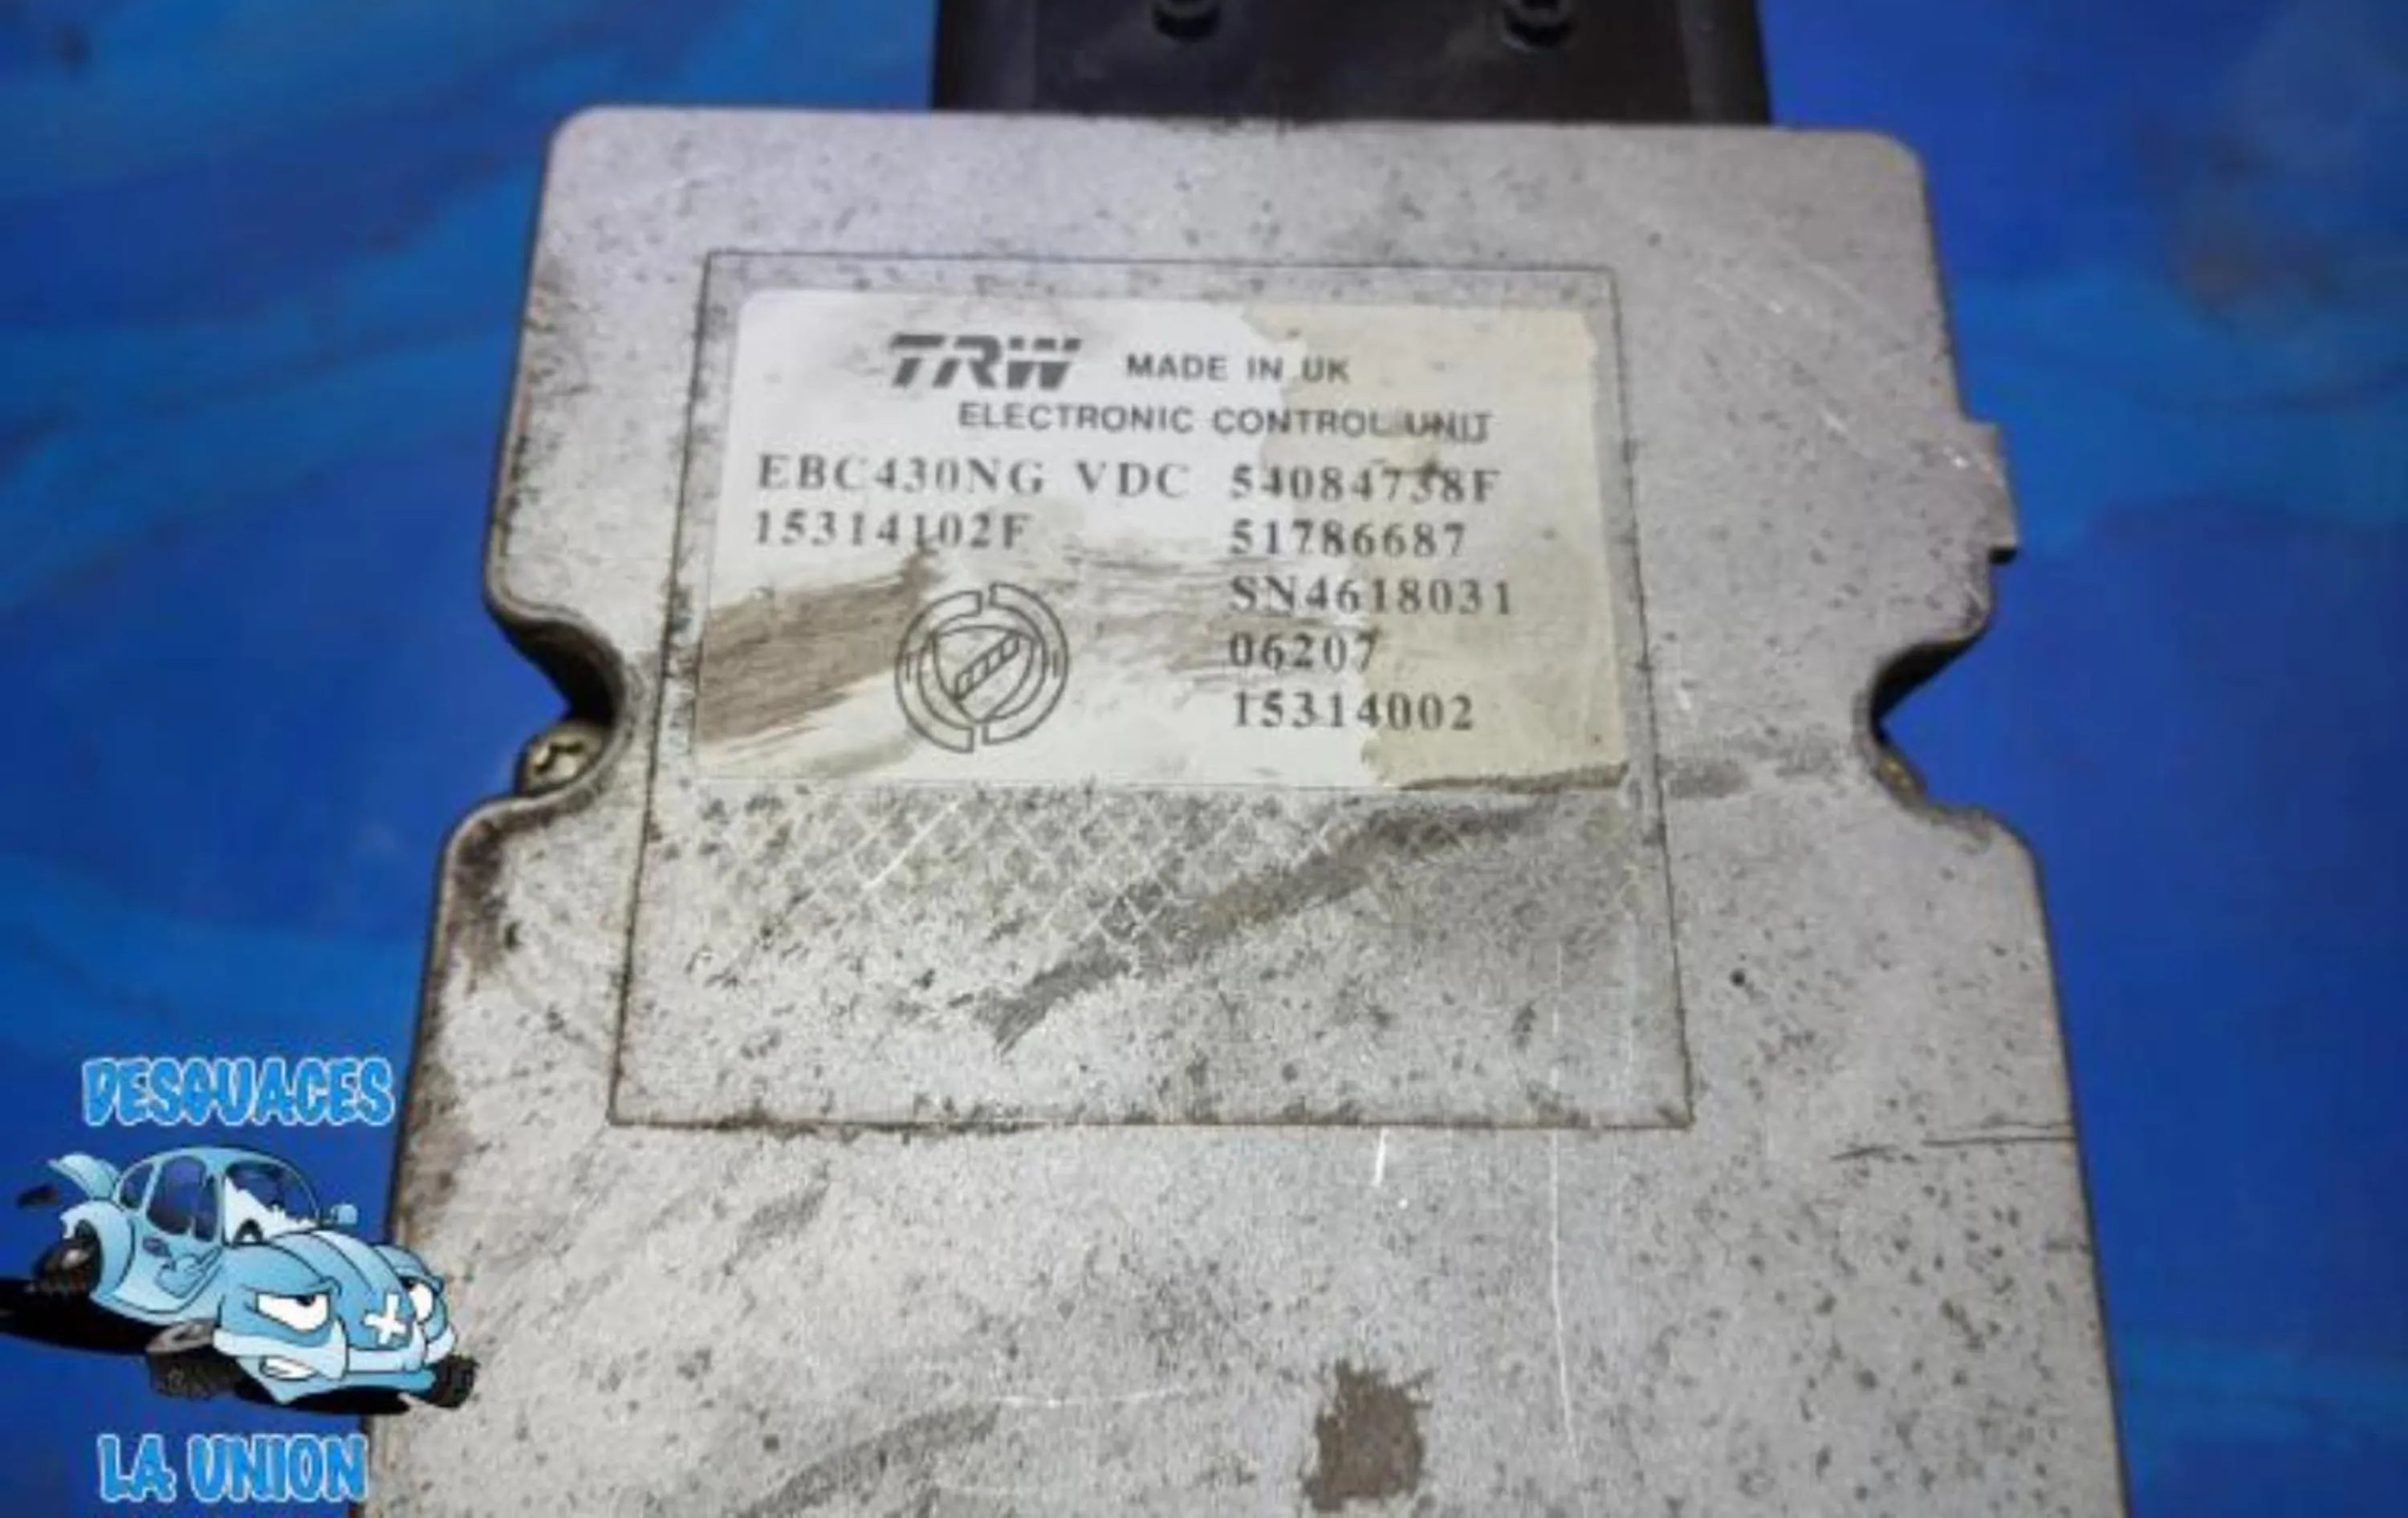 TRW MADE IN UK
ELECTRONIC CONTROL UNIT
EBC430NG VDC 54084738F
15314102F 51786687
SN4618031
06207
15314002
DESGUACES
LA UNION